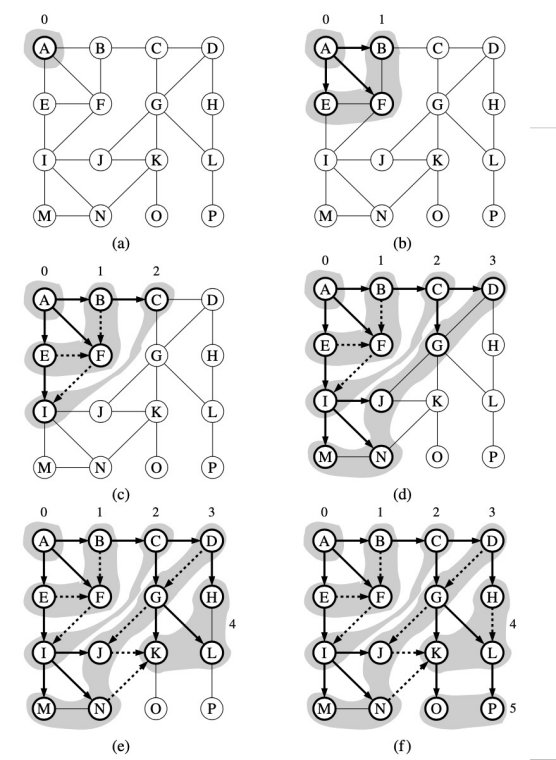 0 0 1
A B C D A B C D
E F G H E F G H
I J K L I J K L
M N O P M N O P
(a) (b)
0 1 2 0 1 2 3
A B C D A B C D
E F G H E F G H
I J K L I J K L
M N O P M N O P
(c) (d)
0 1 2 3 0 1 2 3
A B C D A B C D
E F G H E F G H
4 4
I J K L I J K L
M N O P M N O P 5
(e) (f)